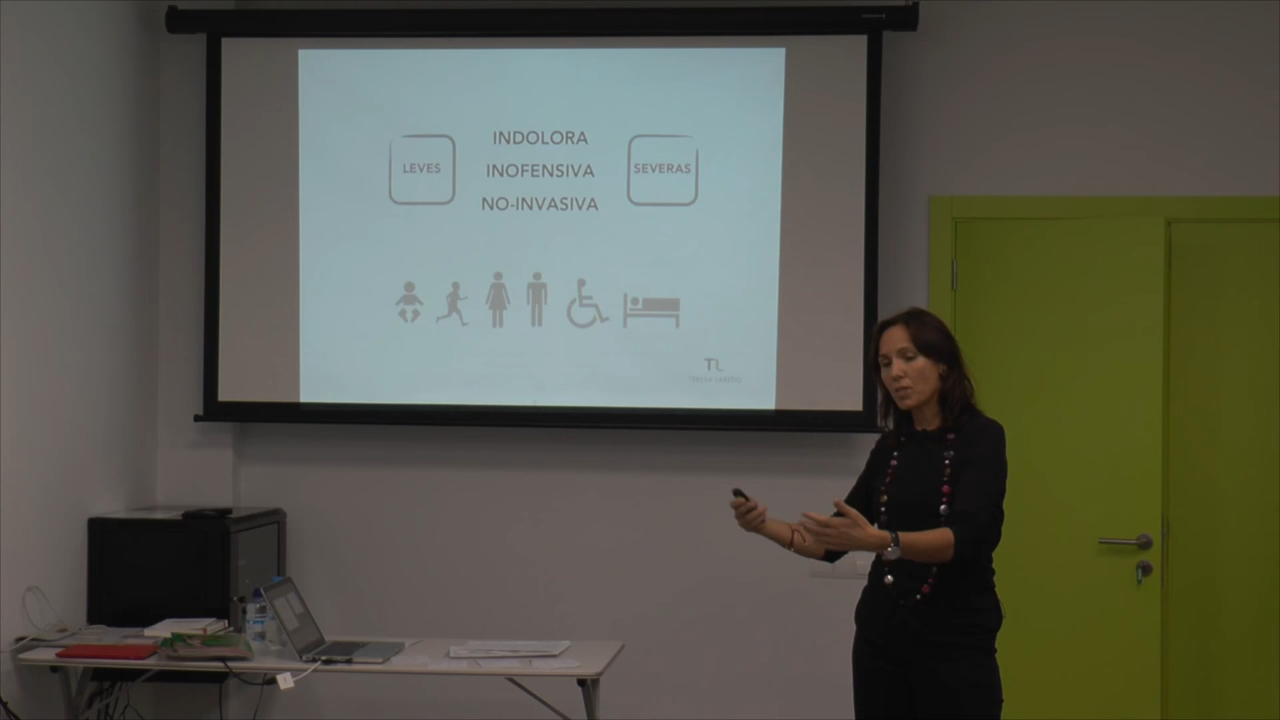 INDOLORA
LEVES
INOFENSIVA
SEVERAS
NO-INVASIVA
TL